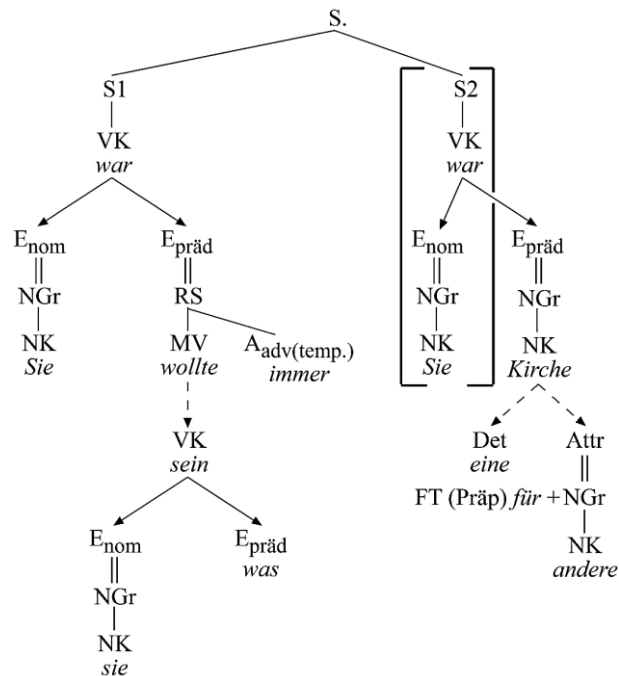 S.
S1 S2
VK VK
war war
Enom Epräd Enom Epräd
NGr RS NGr NGr
NK MV Aadv(temp.) NK NK
Sie wollte immer Sie Kirche
VK Det Attr
sein eine
FT (Präp) für + NGr
Enom Epräd NK
was andere
NGr
NK
sie